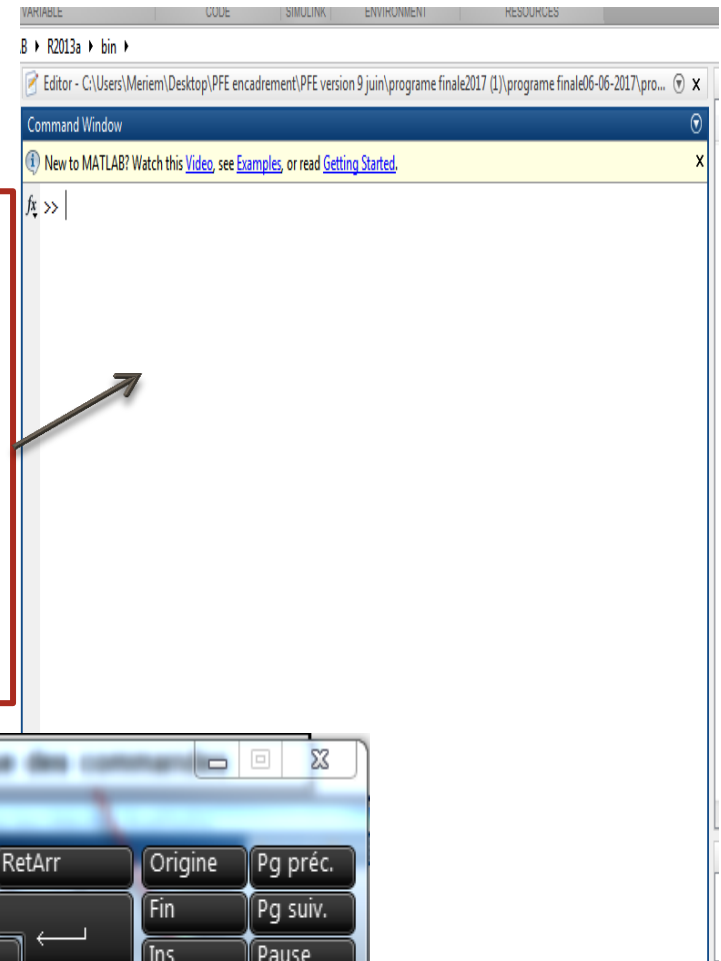 VARIABLE CODE SIMULINK ENVIRONMENT RESOURCES
B R2013a bin
Editor - C:\Users\Meriem\Desktop\PFE encadrement\PFE version 9 juin\programe finale2017 (1)\programe finale06-06-2017\pro... x
Command Window
New to MATLAB? Watch this Video, see Examples, or read Getting Started. X
fx >>
des commandes
RetArr Origine Pg préc.
Fin Pg suiv.
Ins Pause